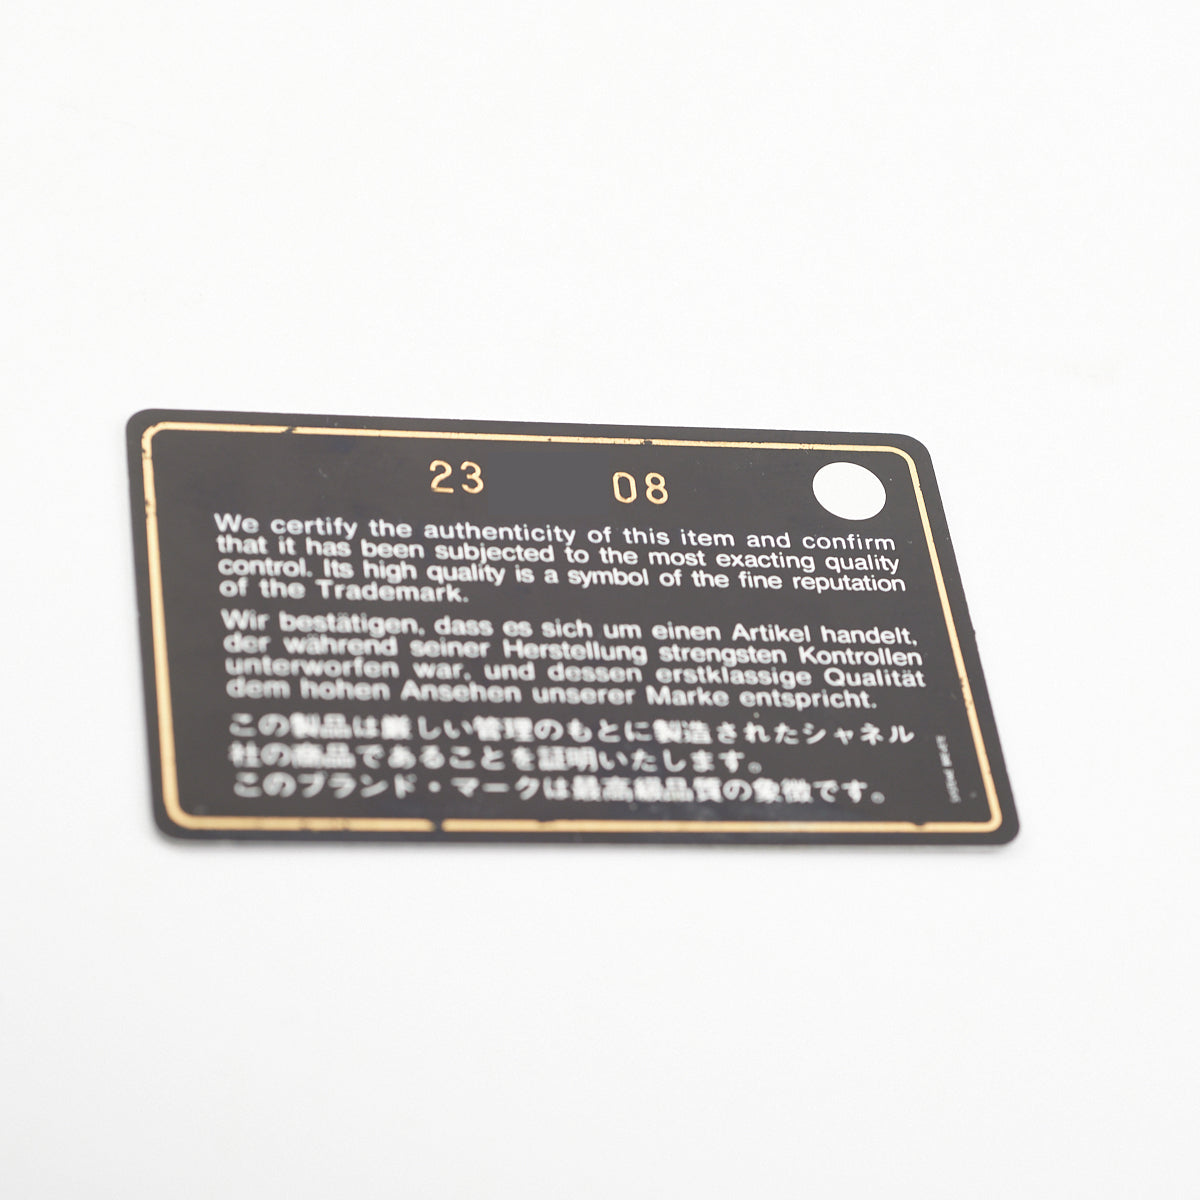 23 08
We certify the authenticity of this item and confirm
that it has been subjected to the most exacting quality
control. Its high quality is a symbol of the fine reputation
of the Trademark.
Wir bestätigen, dass es sich um einen Artikel handelt,
der während seiner Herstellung strengsten Kontrollen
unterworfen war, und dessen erstklassige Qualität
dem hohen Ansehen unserer Marke entspricht.
この製品は厳しい管理のもとに製造されたシャネル
社の商品であることを証明いたします。
このブランド・マークは最高級品質の象徴です。